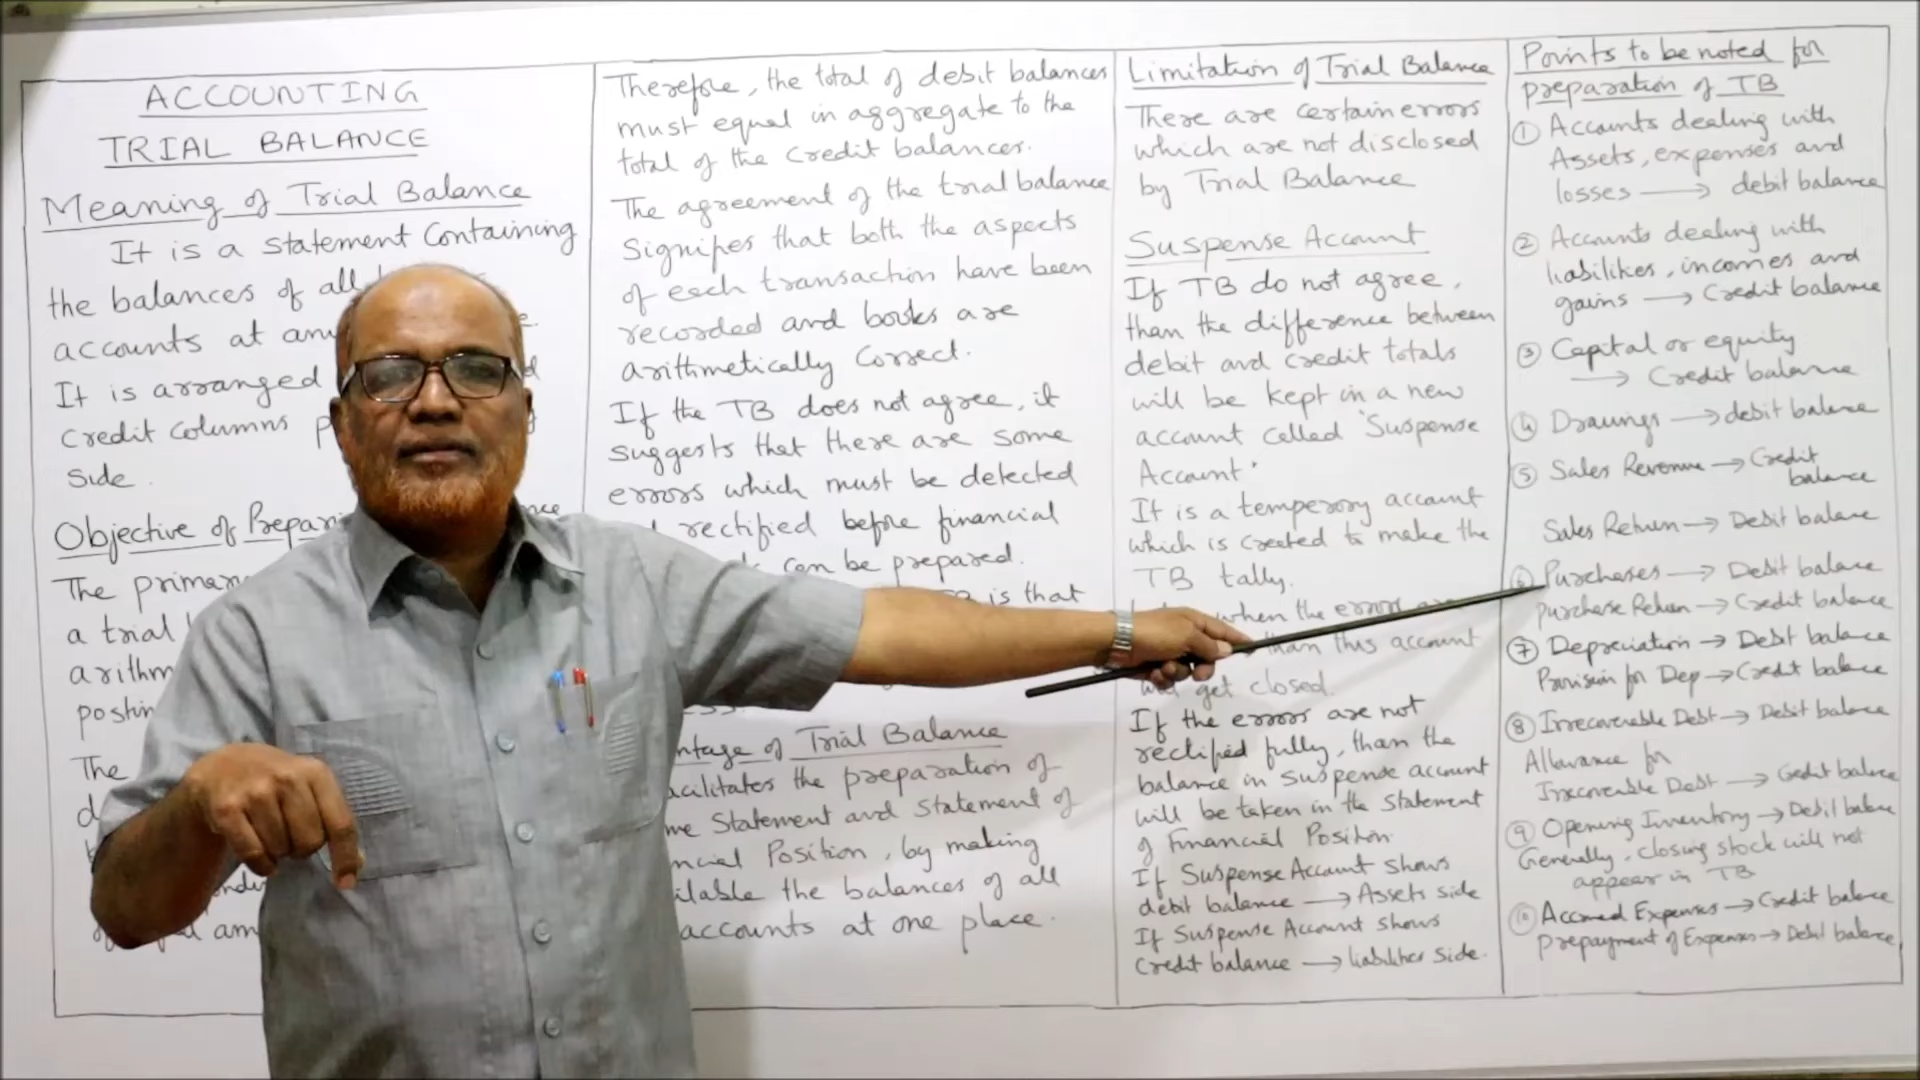 ACCOUNTING
TRIAL BALANCE
Meaning of Trial Balance
It is a statement Containing
the balances of all
accounts at any
It is arranged
Credit columns
side.
Objective of Prepari
The primary
a trial
arithm
postin
The
am
Therefore, the total of debit balances
must equal in aggregate to the
total of the Credit balances.
The agreement of the trial balance
Signifies that both the aspects
of each transaction have been
recorded and books are
arithmetically Correct.
If the TB does not agree, it
suggests that there are some
errors which must be detected
rectified before financial
can be prepared.
is that
ntage of Trial Balance
acilitates the preparation of
me Statement and Statement of
ncial Position, by making
ilable the balances of all
accounts at one place.
Limitation of Trial Balance
There are certain errors
which are not disclosed
by Trial Balance
Suspense Account
If TB do not agree,
than the difference between
debit and credit totals
will be kept in a new
account called 'Suspense
Account'
It is a temperory account
which is created to make the
TB tally.
when the errors are
than this account
get closed.
If the errors are not
rectified fully, than the
balance in suspense account
will be taken in the Statement
of Financial Position.
If Suspense Account Shows
debit balance → Assets side
If Suspense Account Shows
Credit balance → liabilities side.
Points to be noted for
preparation of TB
① Accounts dealing with
Assets, expenses and
losses → debit balance
② Accounts dealing with
liabilities, incomes and
gains → Credit balance
③ Capital or equity
→ Credit balance
④ Drawings → debit balance
⑤ Sales Revenue → Credit
balance
Sales Return → Debit balance
⑥ Purchases → Debit balance
purchase Return → Credit balance
⑦ Depreciation → Debit balance
Provision for Dep → Credit balance
⑧ Irrecoverable Debt → Debit balance
Allowance for
Irrecoverable Debt → Credit balance
⑨ Opening Inventory → Debit balance
Generally, closing stock will not
appear in TB
⑩ Accrued Expenses → Credit balance
prepayment of Expenses → Debit balance